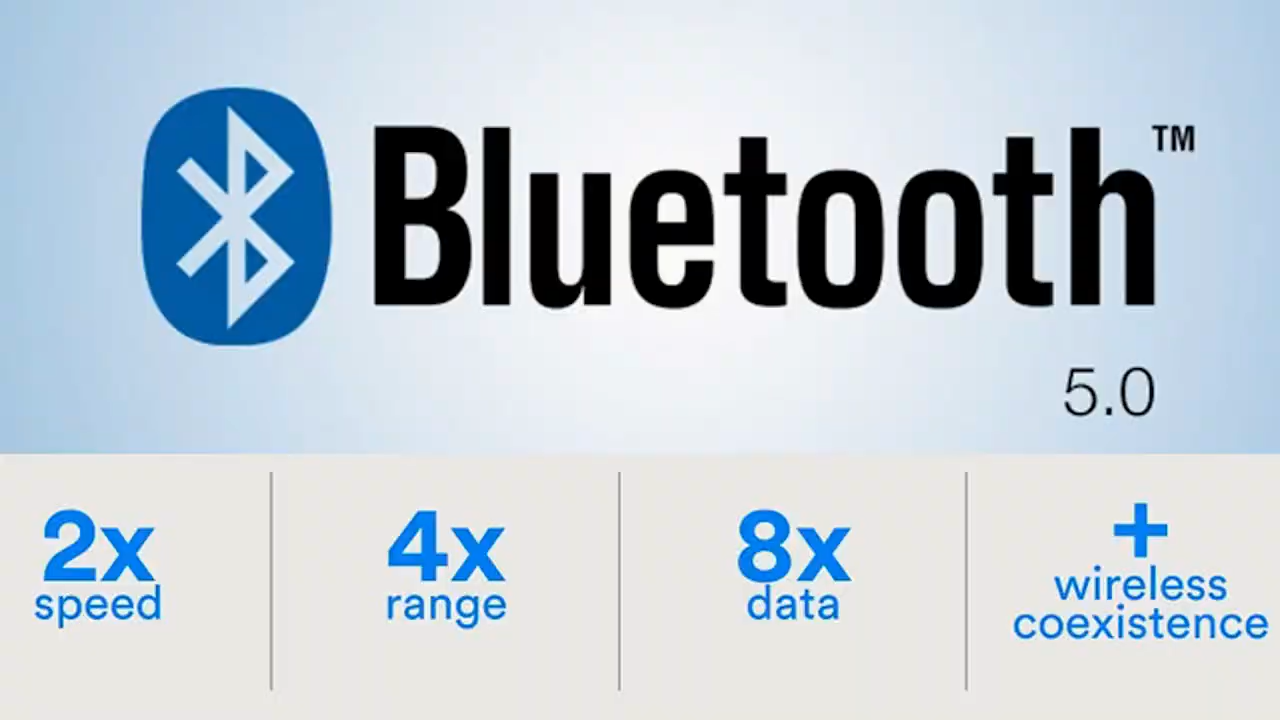 Bluetooth™
5.0
2x
speed
4x
range
8x
data
+
wireless
coexistence